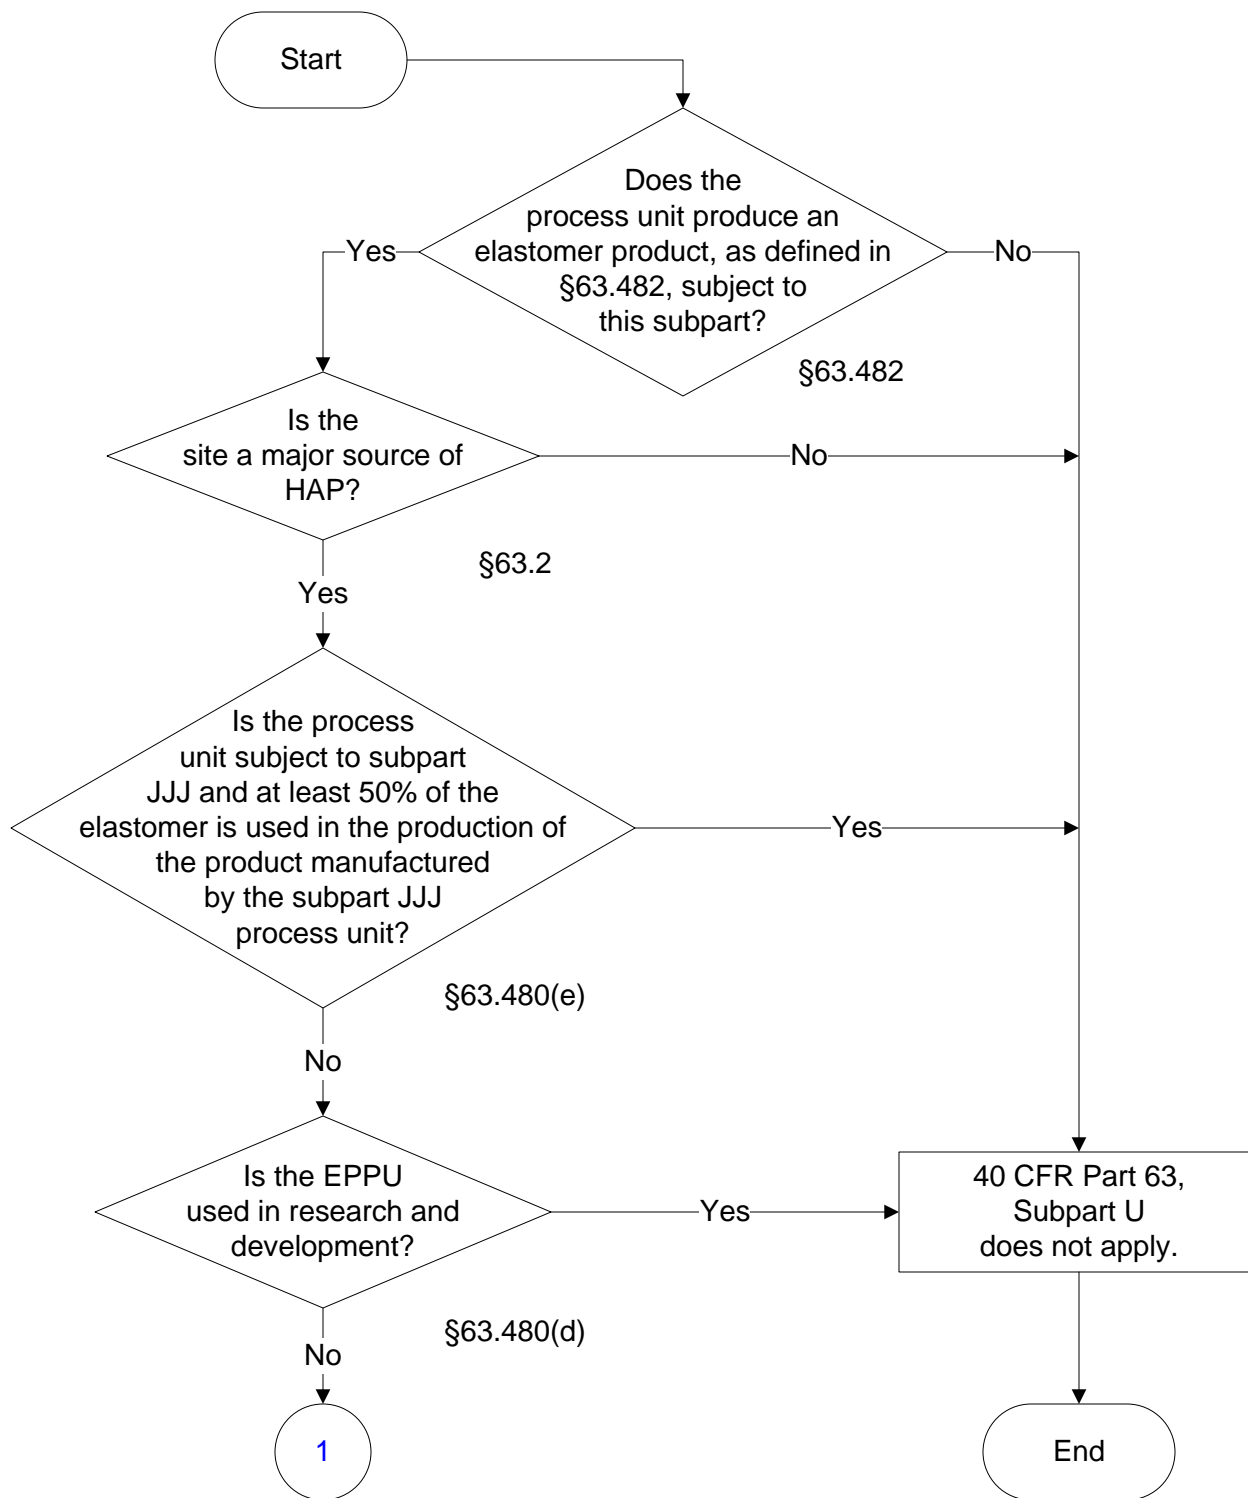 Start
Does the
process unit produce an
elastomer product, as defined in
§63.482, subject to
this subpart?
Yes
No
§63.482
Is the
site a major source of
HAP?
No
§63.2
Yes
Is the process
unit subject to subpart
JJJ and at least 50% of the
elastomer is used in the production of
the product manufactured
by the subpart JJJ
process unit?
Yes
§63.480(e)
No
Is the EPPU
used in research and
development?
Yes
40 CFR Part 63,
Subpart U
does not apply.
§63.480(d)
No
1
End